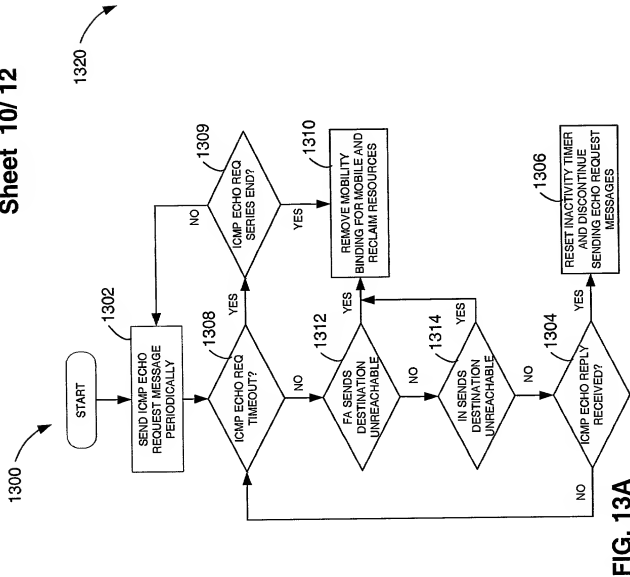 Sheet 10/12
1300
1320
START
1302
SEND ICMP ECHO
REQUEST MESSAGE
PERIODICALLY
1308
ICMP ECHO REQ
TIMEOUT?
YES
NO
1309
ICMP ECHO REQ
SERIES END?
NO
YES
1310
REMOVE MOBILITY
BINDING FOR MOBILE AND
RECLAIM RESOURCES
1312
FA SENDS
DESTINATION
UNREACHABLE
YES
NO
1314
IN SENDS
DESTINATION
UNREACHABLE
YES
NO
1304
ICMP ECHO REPLY
RECEIVED?
YES
NO
1306
RESET INACTIVITY TIMER
AND DISCONTINUE
SENDING ECHO REQUEST
MESSAGES
FIG. 13A